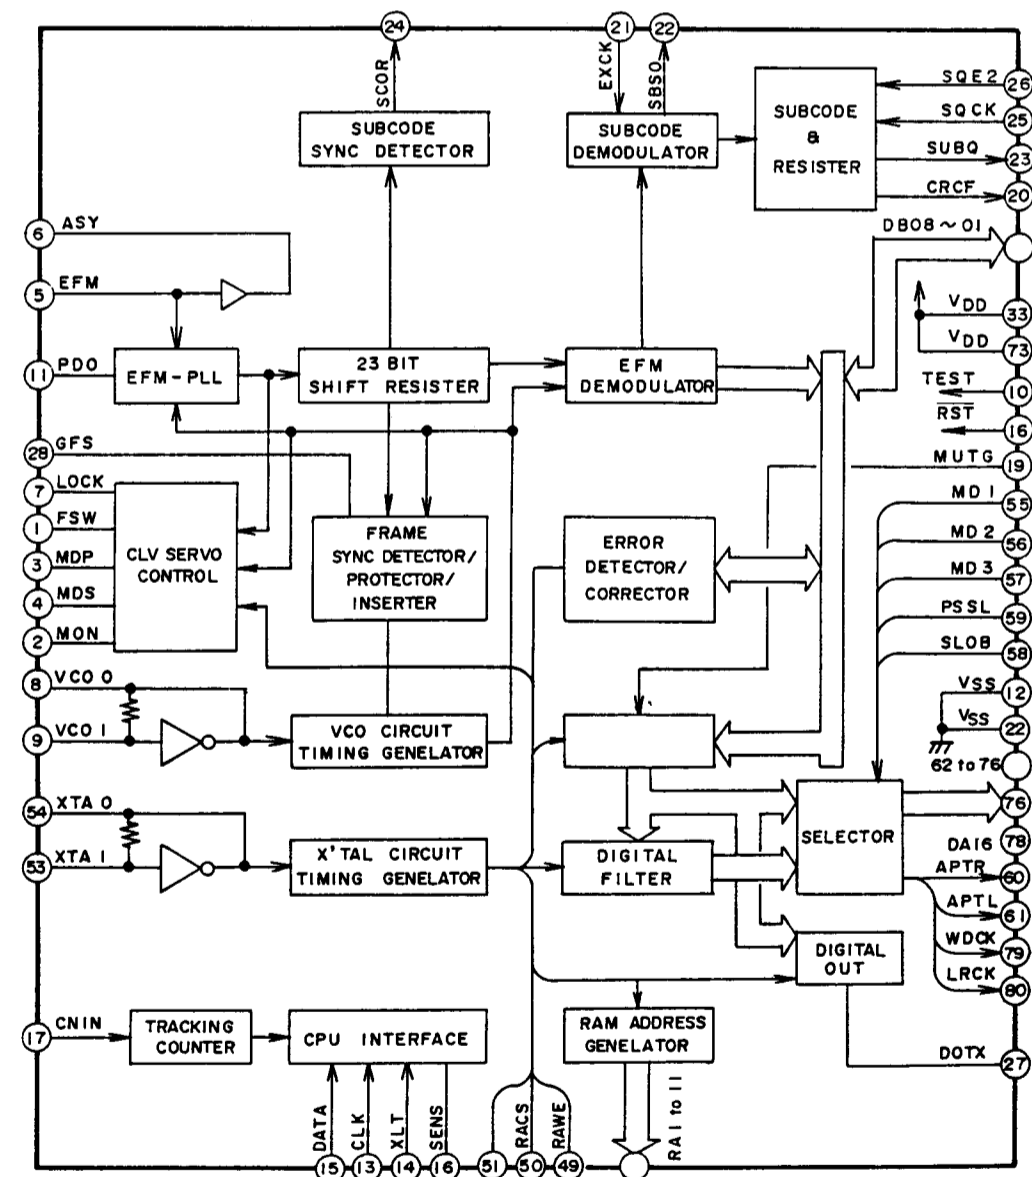 24
21
22
SCOR
EXCK
SBSO
SUBCODE
SYNC DETECTOR
SUBCODE
DEMODULATOR
SUBCODE
&
RESISTER
SQE2
26
SQCK
25
SUBQ
23
CRCF
20
DB08~01
6
ASY
5
EFM
11
PDO
EFM-PLL
23 BIT
SHIFT RESISTER
EFM
DEMODULATOR
VDD
33
VDD
73
TEST
10
RST
16
MUTG
19
28
GFS
7
LOCK
1
FSW
3
MDP
4
MDS
2
MON
CLV SERVO
CONTROL
FRAME
SYNC DETECTOR/
PROTECTOR/
INSERTER
ERROR
DETECTOR/
CORRECTOR
MD1
55
MD2
56
MD3
57
PSSL
59
SLOB
58
VSS
12
VSS
22
62 to 76
8
VCO 0
9
VCO 1
VCO CIRCUIT
TIMING GENELATOR
54
XTA 0
53
XTA 1
X'TAL CIRCUIT
TIMING GENELATOR
DIGITAL
FILTER
SELECTOR
76
78
DA16
APTR
60
APTL
61
WDCK
79
LRCK
80
DIGITAL
OUT
DOTX
27
17
CNIN
TRACKING
COUNTER
CPU INTERFACE
RAM ADDRESS
GENELATOR
DATA
CLK
XLT
SENS
RACS
RAWE
RA1 to 11
15
13
14
16
51
50
49